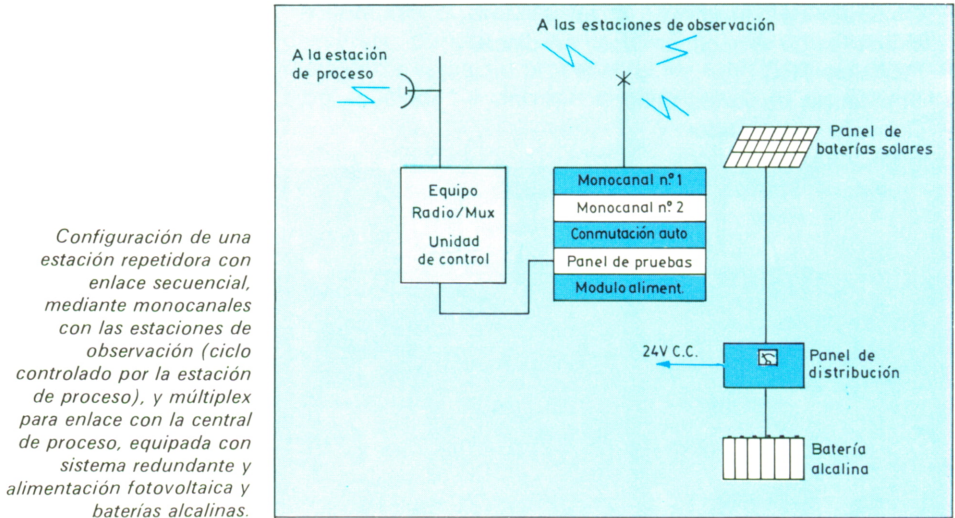 A las estaciones de observación
A la estación
de proceso
Panel de
baterías solares
Equipo
Radio/Mux
Unidad
de control
Monocanal n.º 1
Monocanal n.º 2
Conmutación auto
Panel de pruebas
Modulo aliment.
24V C.C.
Panel de
distribución
Batería
alcalina
Configuración de una
estación repetidora con
enlace secuencial,
mediante monocanales
con las estaciones de
observación (ciclo
controlado por la estación
de proceso), y múltiplex
para enlace con la central
de proceso, equipada con
sistema redundante y
alimentación fotovoltaica y
baterías alcalinas.